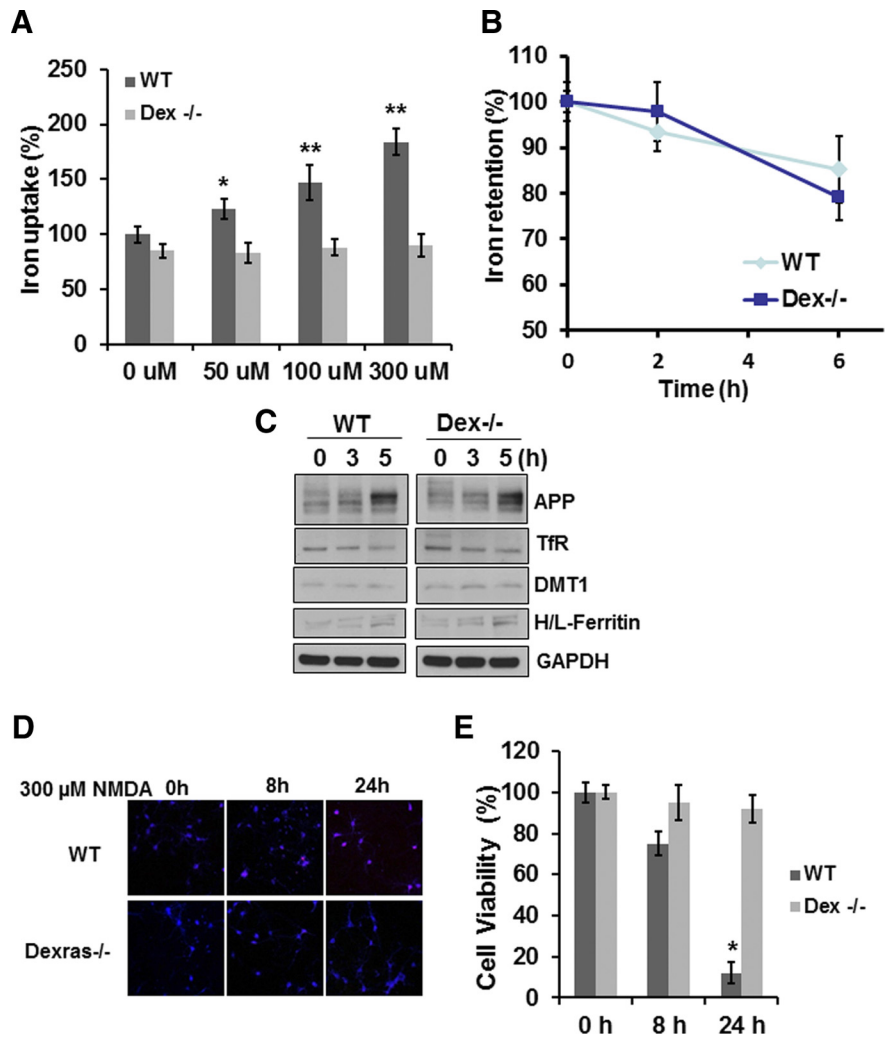 A
Iron uptake (%)
250
200
150
100
50
0
WT
Dex -/-
*
**
**
0 uM 50 uM 100 uM 300 uM
B
Iron retention (%)
110
100
90
80
70
60
50
WT
Dex-/-
0 2 4 6
Time (h)
C
WT Dex-/-
0 3 5 0 3 5 (h)
APP
TfR
DMT1
H/L-Ferritin
GAPDH
D
300 µM NMDA 0h 8h 24h
WT
Dexras-/-
E
Cell Viability (%)
120
100
80
60
40
20
0
*
WT
Dex -/-
0 h 8 h 24 h